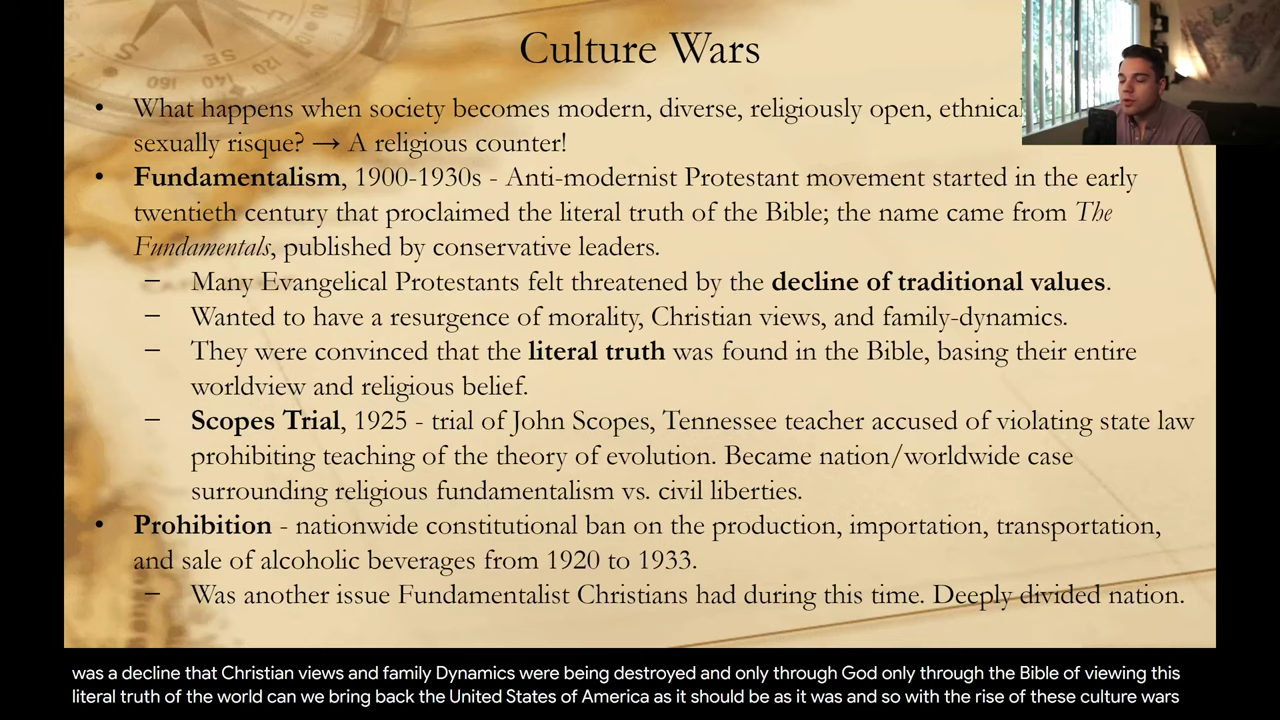 Culture Wars
• What happens when society becomes modern, diverse, religiously open,
sexually risque? → A religious counter!
• Fundamentalism, 1900-1930s - Anti-modernist Protestant movement started in the early
twentieth century that proclaimed the literal truth of the Bible; the name came from The
Fundamentals, published by conservative leaders.
– Many Evangelical Protestants felt threatened by the decline of traditional values.
– Wanted to have a resurgence of morality, Christian views, and family-dynamics.
– They were convinced that the literal truth was found in the Bible, basing their entire
worldview and religious belief.
– Scopes Trial, 1925 - trial of John Scopes, Tennessee teacher accused of violating state law
prohibiting teaching of the theory of evolution. Became nation/worldwide case
surrounding religious fundamentalism vs. civil liberties.
• Prohibition - nationwide constitutional ban on the production, importation, transportation,
and sale of alcoholic beverages from 1920 to 1933.
– Was another issue Fundamentalist Christians had during this time. Deeply divided nation.
was a decline that Christian views and family Dynamics were being destroyed and only through God only through the Bible of viewing this
literal truth of the world can we bring back the United States of America as it should be as it was and so with the rise of these culture wars